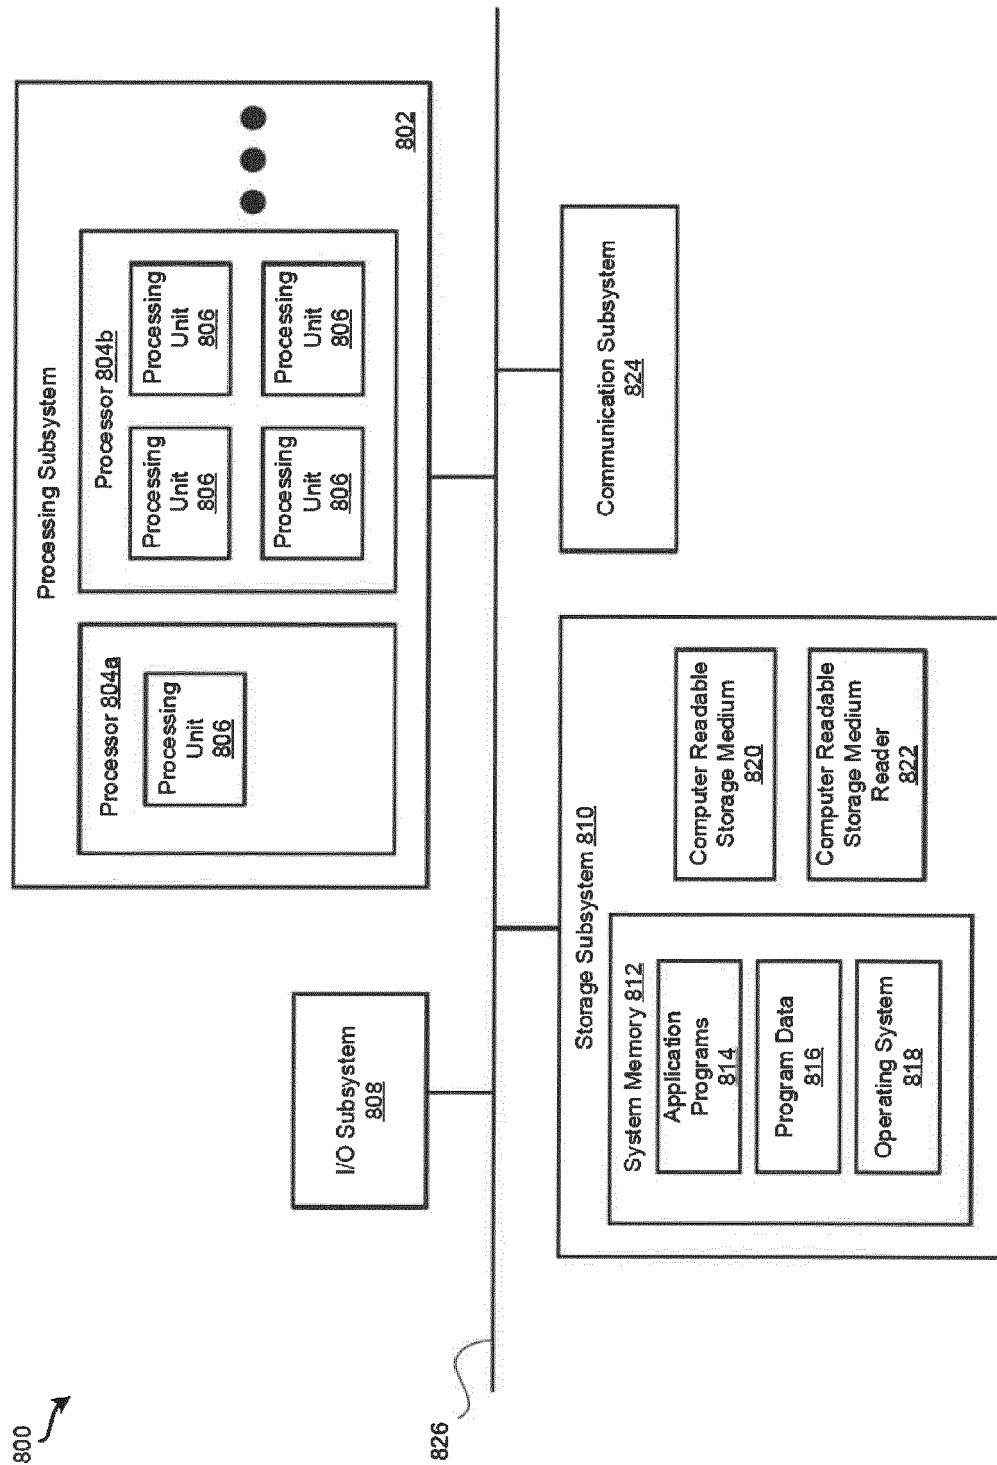 800
Processing Subsystem
Processor 804a
Processing
Unit
806
Processor 804b
Processing
Unit
806
Processing
Unit
806
Processing
Unit
806
Processing
Unit
806
802
I/O Subsystem
808
826
Storage Subsystem 810
System Memory 812
Application
Programs
814
Program Data
816
Operating System
818
Computer Readable
Storage Medium
820
Computer Readable
Storage Medium
Reader
822
Communication Subsystem
824